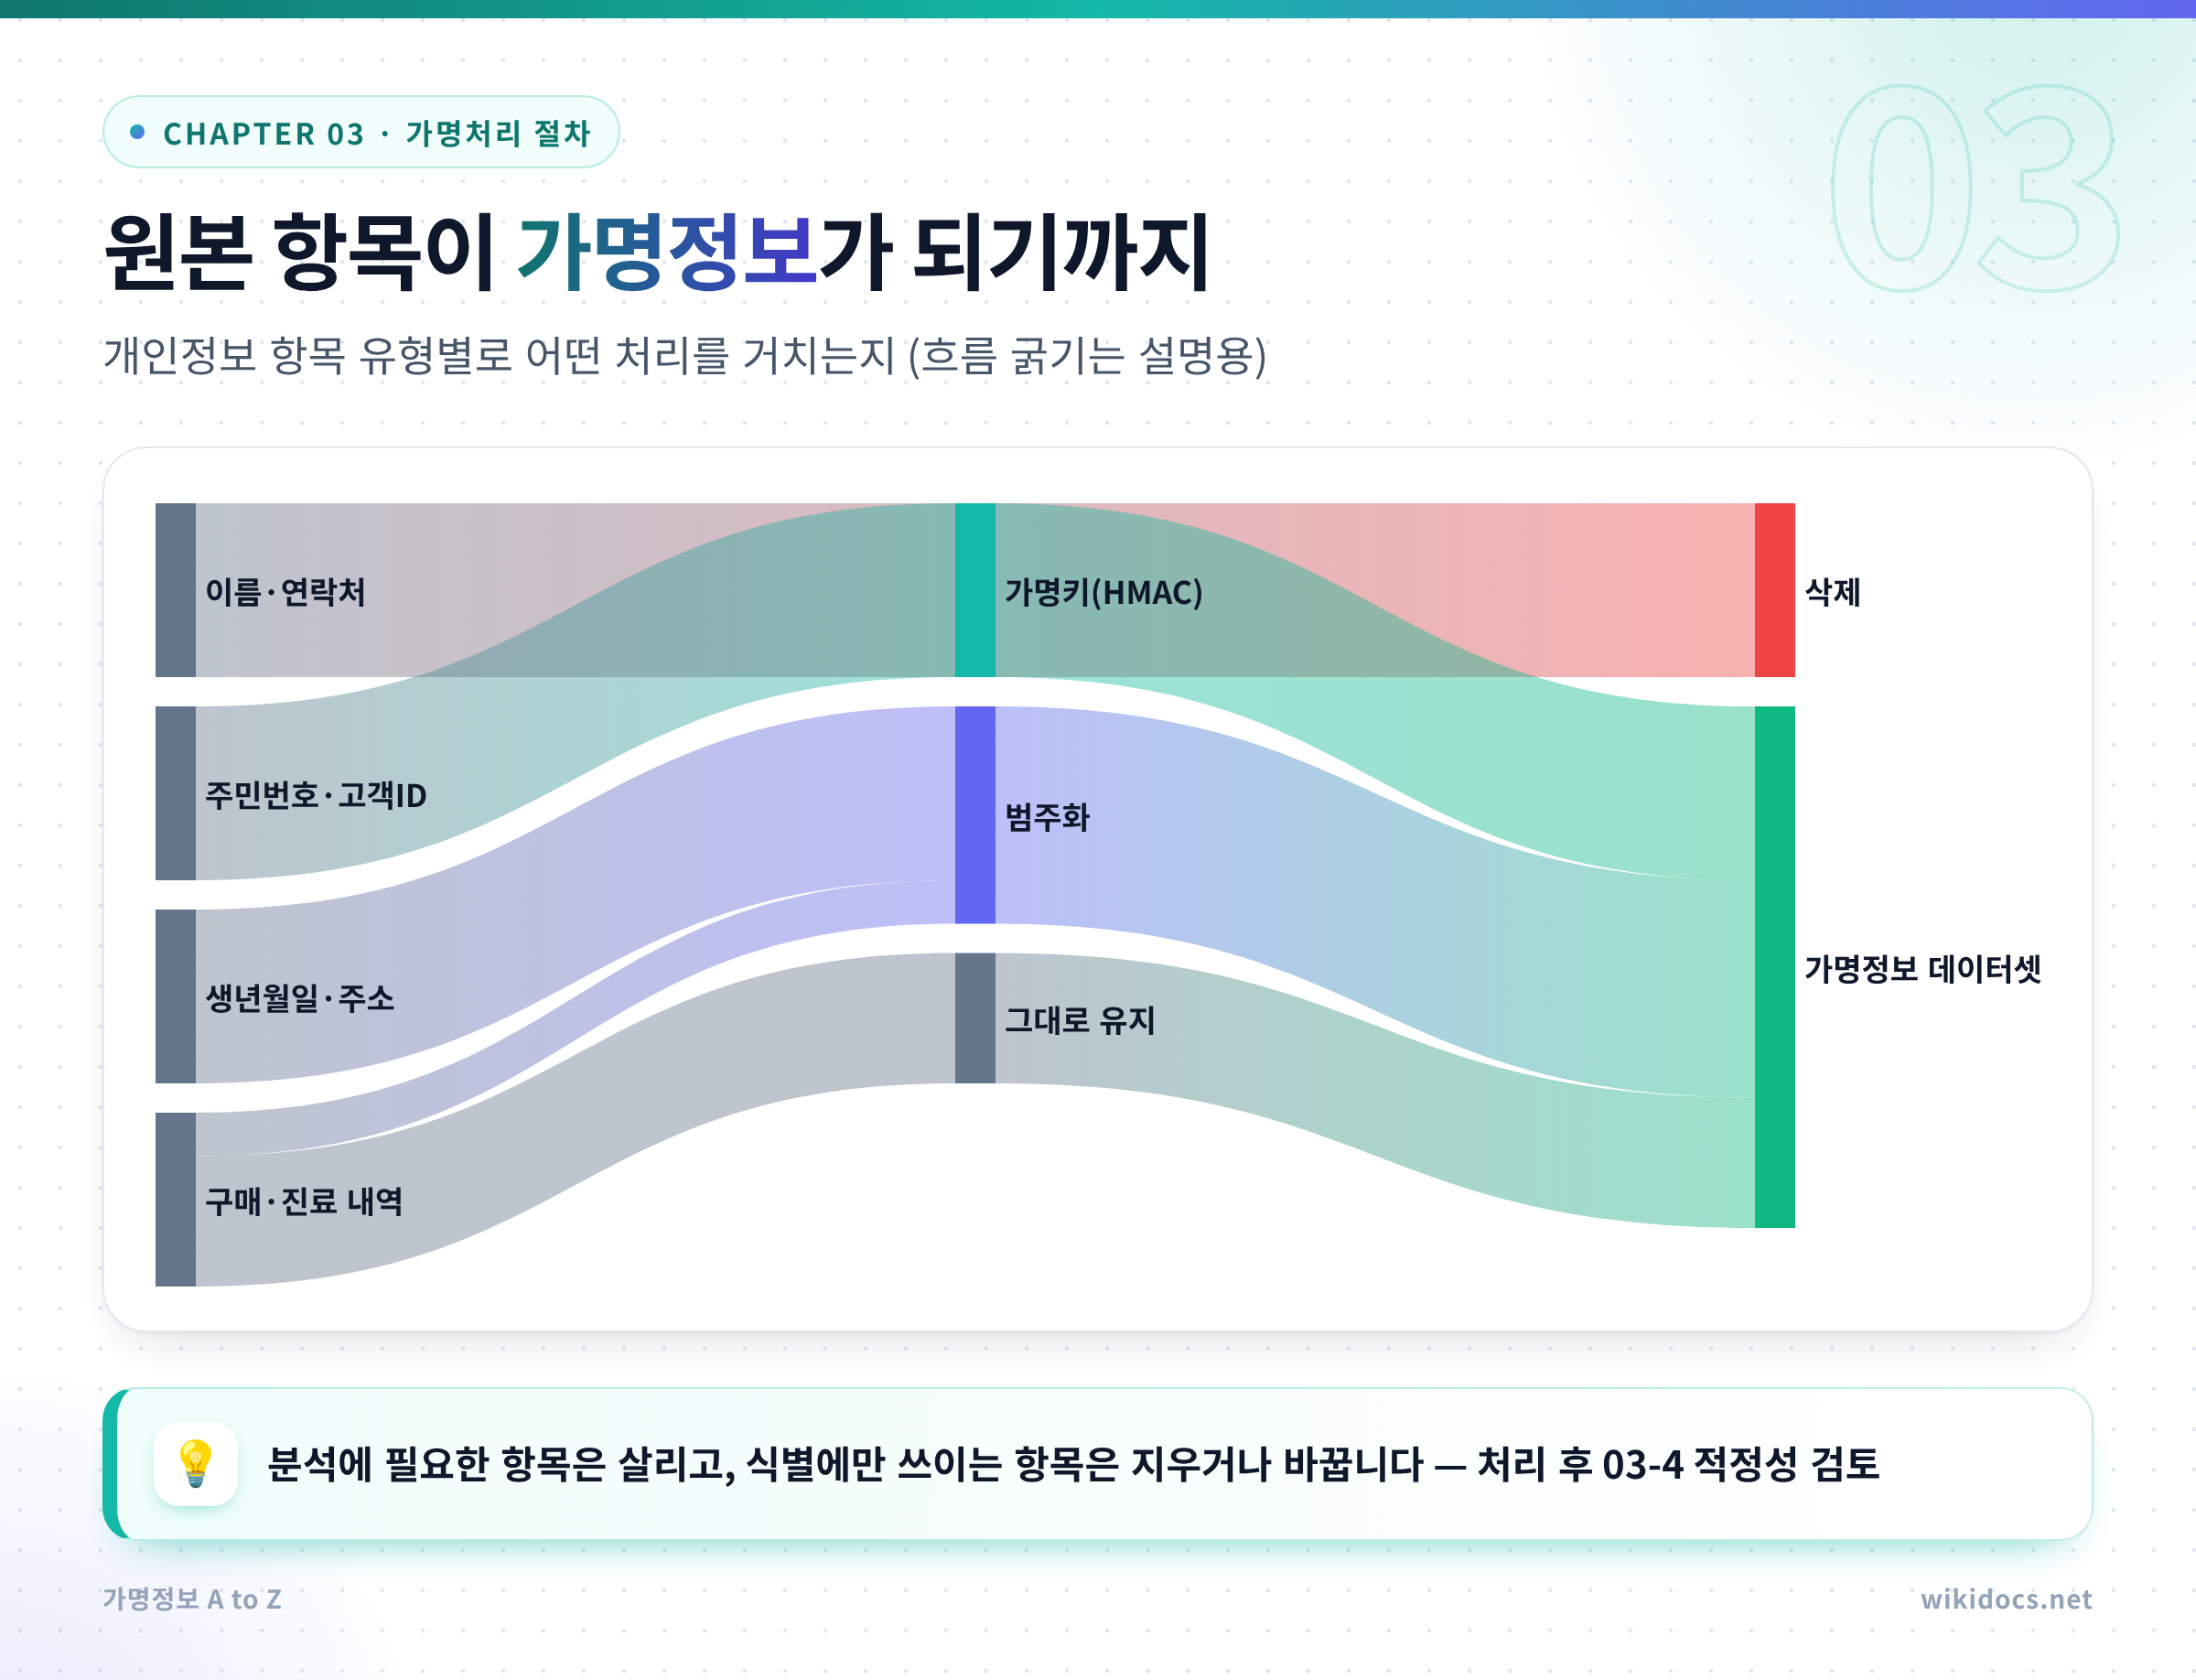 CHAPTER 03 · 가명처리 절차
03
원본 항목이 가명정보가 되기까지
개인정보 항목 유형별로 어떤 처리를 거치는지 (흐름 굵기는 설명용)
이름·연락처
가명키(HMAC)
삭제
주민번호·고객ID
범주화
가명정보 데이터셋
생년월일·주소
그대로 유지
구매·진료 내역
분석에 필요한 항목은 살리고, 식별에만 쓰이는 항목은 지우거나 바꿉니다 — 처리 후 03-4 적정성 검토
가명정보 A to Z
wikidocs.net